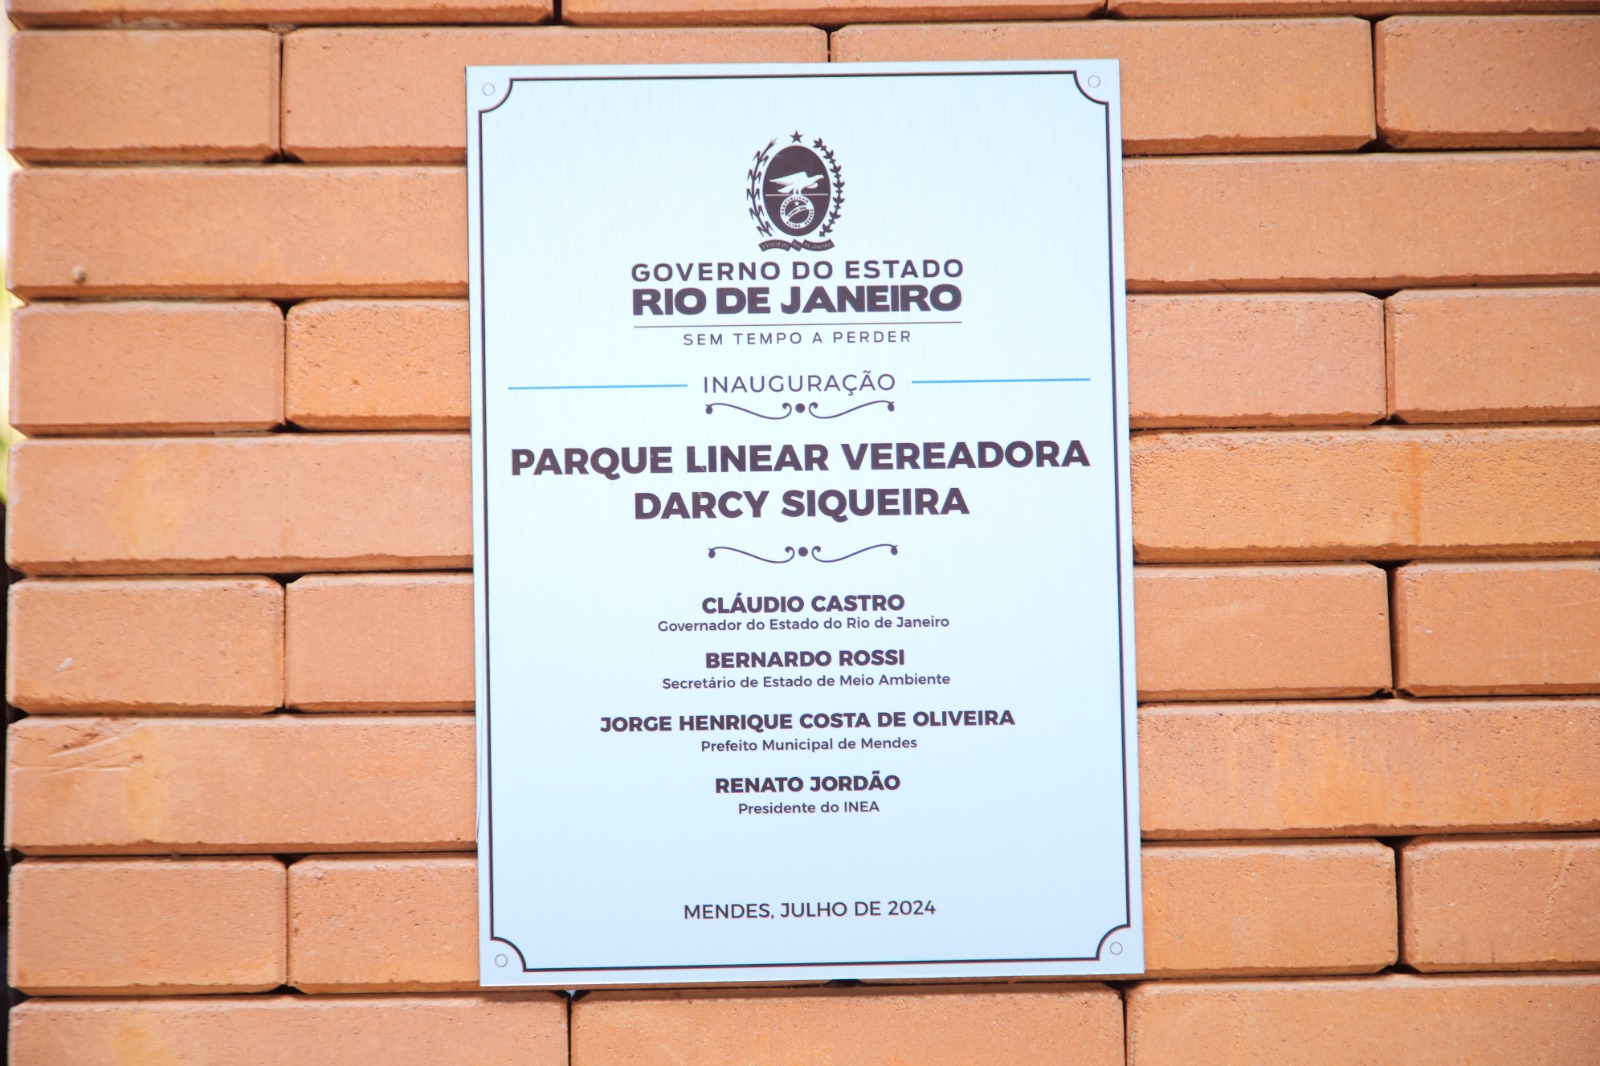 GOVERNO DO ESTADO
RIO DE JANEIRO
SEM TEMPO A PERDER
INAUGURAÇÃO
PARQUE LINEAR VEREADORA
DARCY SIQUEIRA
CLÁUDIO CASTRO
Governador do Estado do Rio de Janeiro
BERNARDO ROSSI
Secretário de Estado de Meio Ambiente
JORGE HENRIQUE COSTA DE OLIVEIRA
Prefeito Municipal de Mendes
RENATO JORDÃO
Presidente do INEA
MENDES, JULHO DE 2024